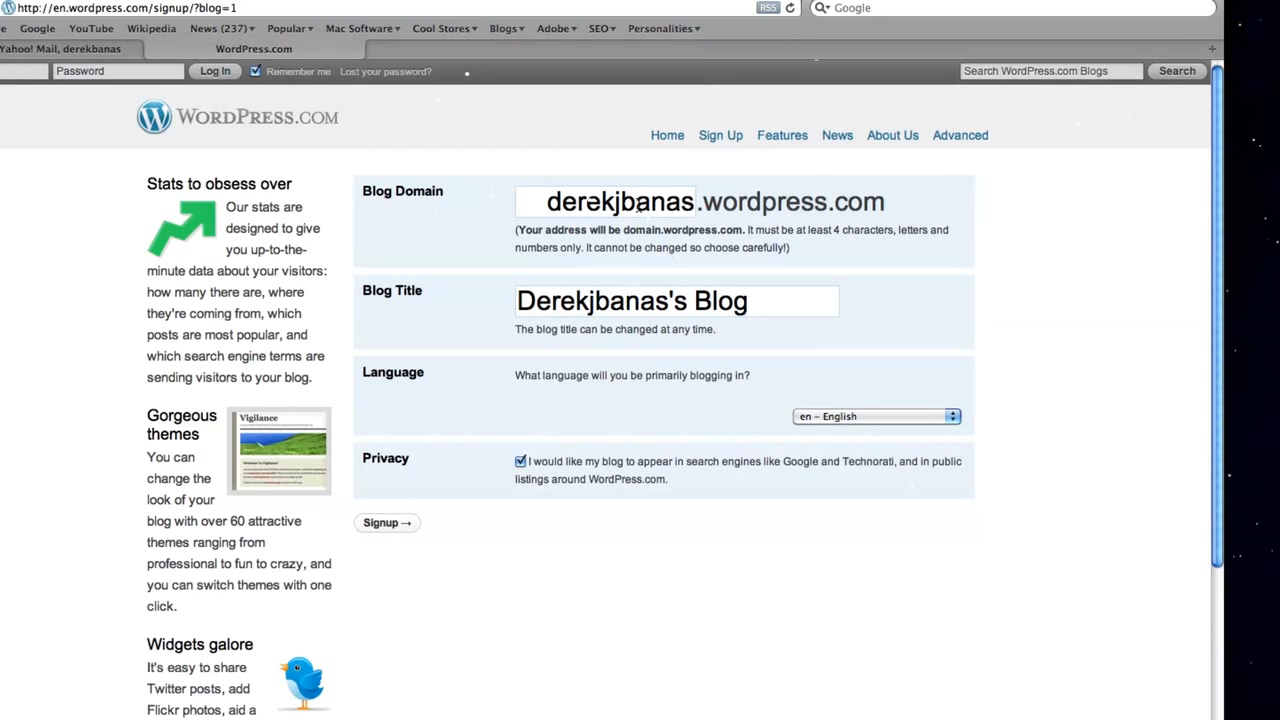 http://en.wordpress.com/signup/?blog=1
RSS
Google
Google YouTube Wikipedia News (237) Popular Mac Software Cool Stores Blogs Adobe SEO Personalities
Yahoo! Mail, derekbanas
WordPress.com
Password
Log In
Remember me
Lost your password?
Search WordPress.com Blogs
Search
WORDPRESS.COM
Home Sign Up Features News About Us Advanced
Stats to obsess over
Our stats are
designed to give
you up-to-the-
minute data about your visitors:
how many there are, where
they're coming from, which
posts are most popular, and
which search engine terms are
sending visitors to your blog.
Gorgeous
themes
Vigilance
You can
change the
look of your
blog with over 60 attractive
themes ranging from
professional to fun to crazy, and
you can switch themes with one
click.
Widgets galore
It's easy to share
Twitter posts, add
Flickr photos, aid a
Blog Domain
derekjbanas.wordpress.com
(Your address will be domain.wordpress.com. It must be at least 4 characters, letters and
numbers only. It cannot be changed so choose carefully!)
Blog Title
Derekjbanas's Blog
The blog title can be changed at any time.
Language
What language will you be primarily blogging in?
en – English
Privacy
I would like my blog to appear in search engines like Google and Technorati, and in public
listings around WordPress.com.
Signup →